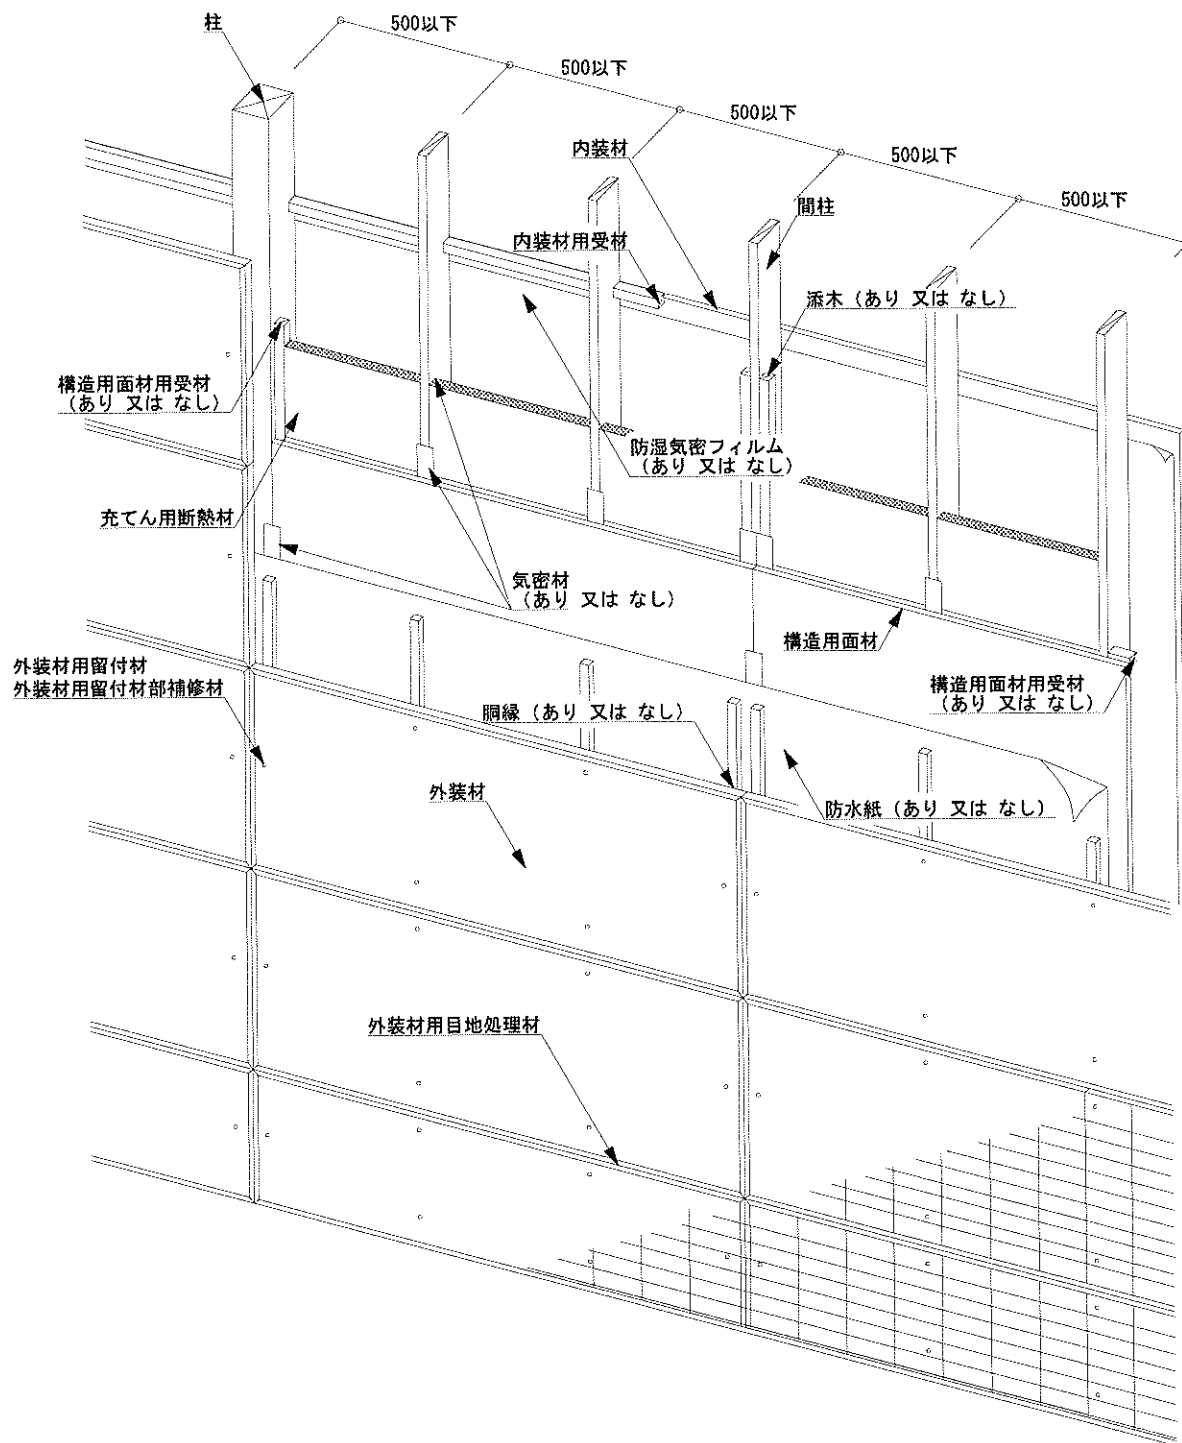 柱
500以下
500以下
500以下
500以下
500以下
内装材
間柱
内装材用受材
添木（あり 又は なし）
構造用面材用受材
（あり 又は なし）
防湿気密フィルム
（あり 又は なし）
充てん用断熱材
気密材
（あり 又は なし）
構造用面材
外装材用留付材
外装材用留付材部補修材
構造用面材用受材
（あり 又は なし）
胴縁（あり 又は なし）
外装材
防水紙（あり 又は なし）
外装材用目地処理材